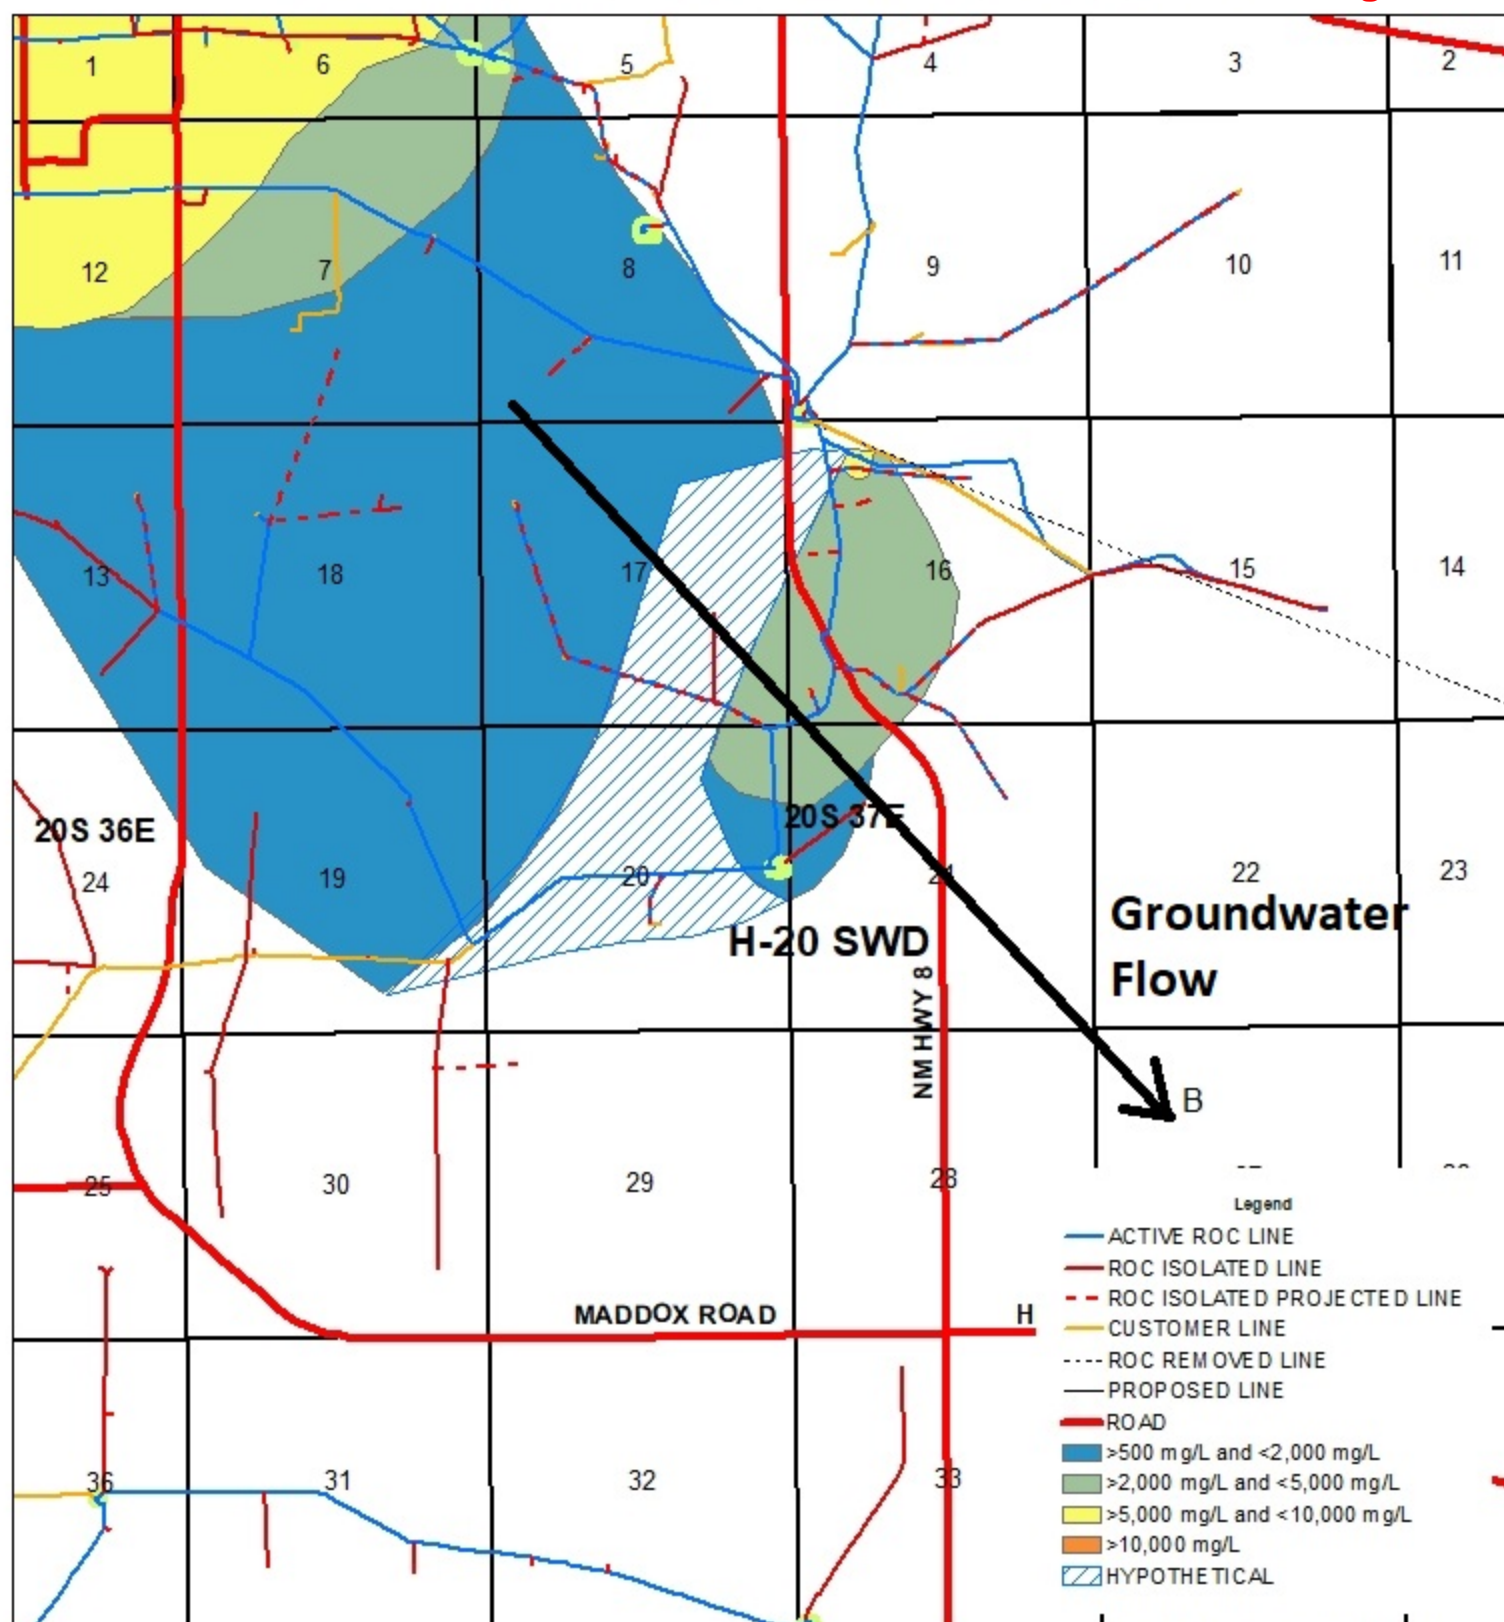 1
6
5
4
3
2
12
7
8
9
10
11
13
18
17
16
15
14
20S 36E
20S 37E
24
19
20
22
23
Groundwater
Flow
H-20 SWD
NM HWY 8
B
25
30
29
28
MADDOX ROAD
H
36
31
32
33
Legend
ACTIVE ROC LINE
ROC ISOLATED LINE
ROC ISOLATED PROJECTED LINE
CUSTOMER LINE
ROC REMOVED LINE
PROPOSED LINE
ROAD
>500 mg/L and <2,000 mg/L
>2,000 mg/L and <5,000 mg/L
>5,000 mg/L and <10,000 mg/L
>10,000 mg/L
HYPOTHETICAL